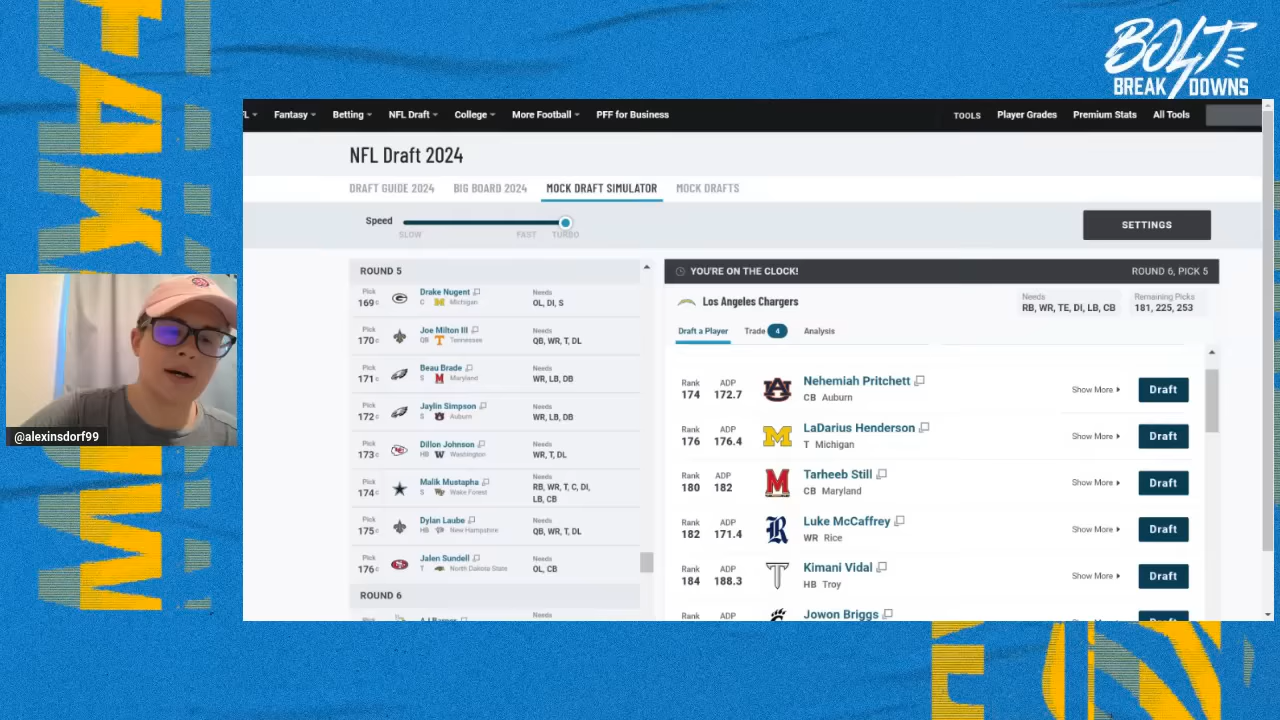 BOLT
BREAK DOWNS
Fantasy
Betting
NFL Draft
College
More Football
PFF for Business
TOOLS
Player Grades
Premium Stats
All Tools
NFL Draft 2024
DRAFT GUIDE 2024
BIG BOARD 2024
MOCK DRAFT SIMULATOR
MOCK DRAFTS
Speed
SLOW
FAST
TURBO
SETTINGS
ROUND 5
Pick Drake Nugent Needs
169 C Michigan OL, DI, S
Pick Joe Milton III Needs
170 QB Tennessee QB, WR, T, DL
Pick Beau Brade Needs
171 S Maryland WR, LB, DB
Pick Jaylin Simpson Needs
172 S Auburn WR, LB, DB
Pick Dillon Johnson Needs
173 HB Washington WR, T, DL
Pick Malik Mustapha Needs
174 S Wake Forest RB, WR, T, C, DI,
LB, CB
Pick Dylan Laube Needs
175 HB New Hampshire QB, WR, T, DL
Pick Jalen Sundell Needs
176 T North Dakota State OL, CB
ROUND 6
Needs
YOU'RE ON THE CLOCK!
ROUND 6, PICK 5
Los Angeles Chargers
Needs
RB, WR, TE, DI, LB, CB
Remaining Picks
181, 225, 253
Draft a Player
Trade 4
Analysis
Rank ADP Nehemiah Pritchett Show More Draft
174 172.7 CB Auburn
Rank ADP LaDarius Henderson Show More Draft
176 176.4 T Michigan
Rank ADP Tarheeb Still Show More Draft
180 182 CB Maryland
Rank ADP Luke McCaffrey Show More Draft
182 171.4 WR Rice
Rank ADP Kimani Vidal Show More Draft
184 188.3 HB Troy
Rank ADP Jowon Briggs
@alexinsdorf99